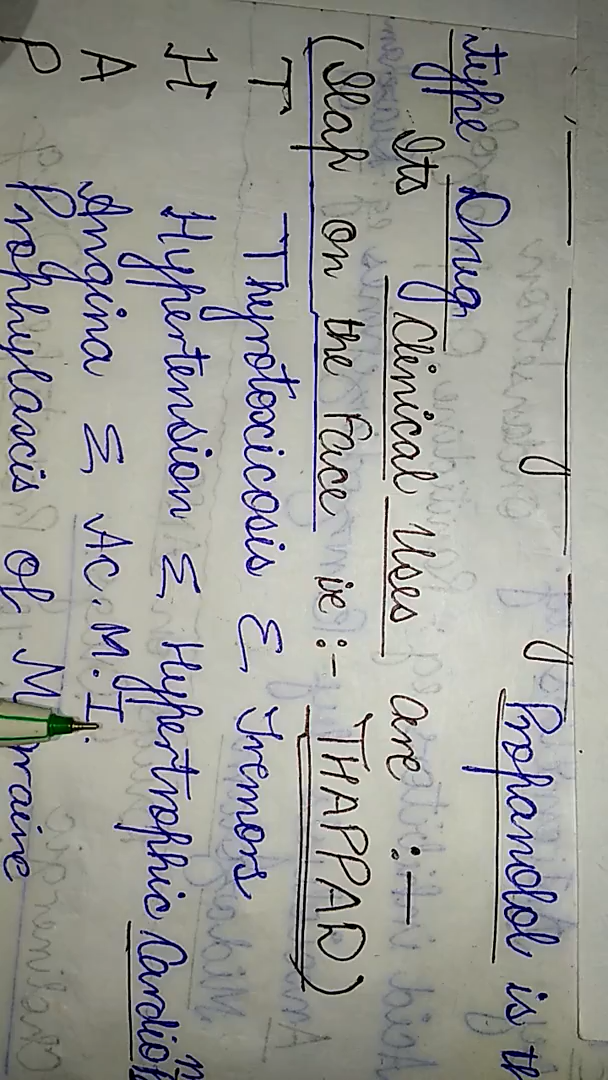 Propanolol is th
type Drug
Its Clinical Uses are :-
(Slap on the Face ie :- THAPPAD)
T Thyrotoxicosis & Tremors
H Hypertension & Hypertrophic Cardio
A Angina & Ac. M.I.
P Prophylaxis of M raine